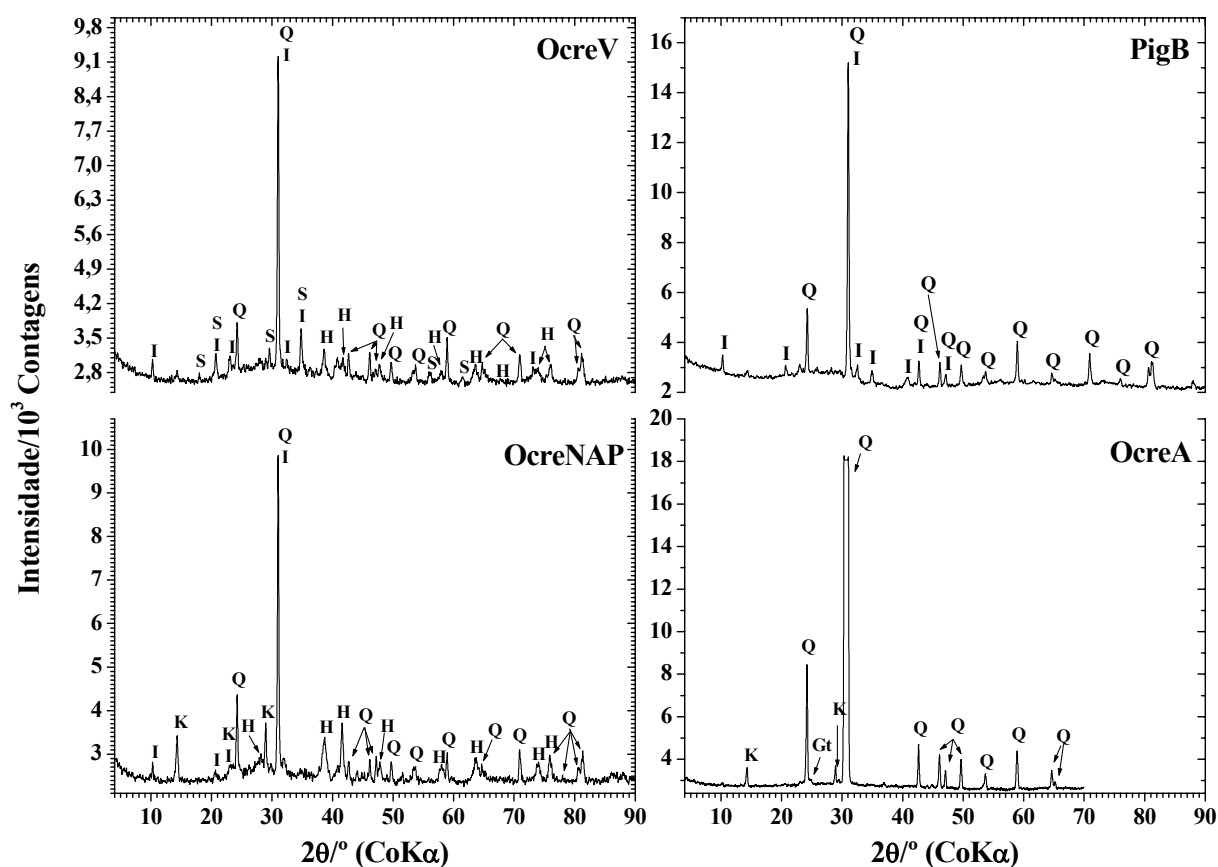 OcreV
9,8
9,1
8,4
7,7
7,0
6,3
5,6
4,9
4,2
3,5
2,8
Q
I
I
S
S
I
I
Q
S
I
S
I
H
H
Q
H
Q
Q
S
H
Q
S
H
Q
H
I
H
Q
PigB
16
14
12
10
8
6
4
2
Q
I
I
I
Q
I
I
I
Q
I
Q
Q
I
Q
Q
Q
Q
Q
Q
Q
OcreNAP
10
9
8
7
6
5
4
3
Q
I
I
K
I
K
I
Q
H
K
H
H
Q
H
Q
Q
H
Q
H
Q
Q
H
H
Q
10 20 30 40 50 60 70 80 90
2θ/º (CoKα)
OcreA
20
18
16
14
12
10
8
6
4
Q
K
Q
Gt
K
Q
Q
Q
Q
Q
10 20 30 40 50 60 70 80 90
2θ/º (CoKα)
Intensidade/10³ Contagens